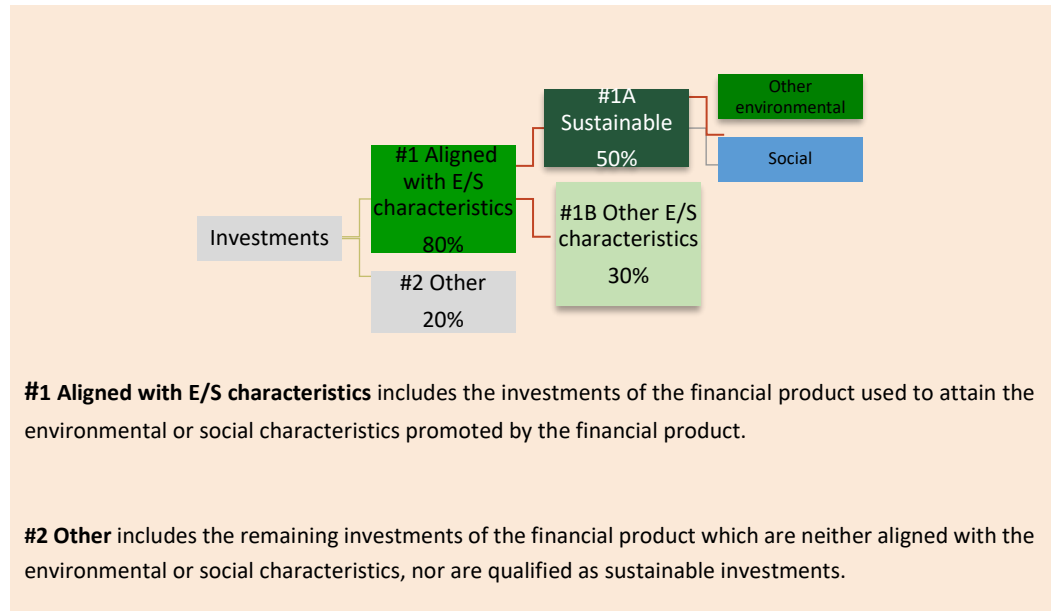 Investments
#1 Aligned
with E/S
characteristics
80%
#2 Other
20%
#1A
Sustainable
50%
#1B Other E/S
characteristics
30%
Other
environmental
Social
#1 Aligned with E/S characteristics includes the investments of the financial product used to attain the
environmental or social characteristics promoted by the financial product.
#2 Other includes the remaining investments of the financial product which are neither aligned with the
environmental or social characteristics, nor are qualified as sustainable investments.